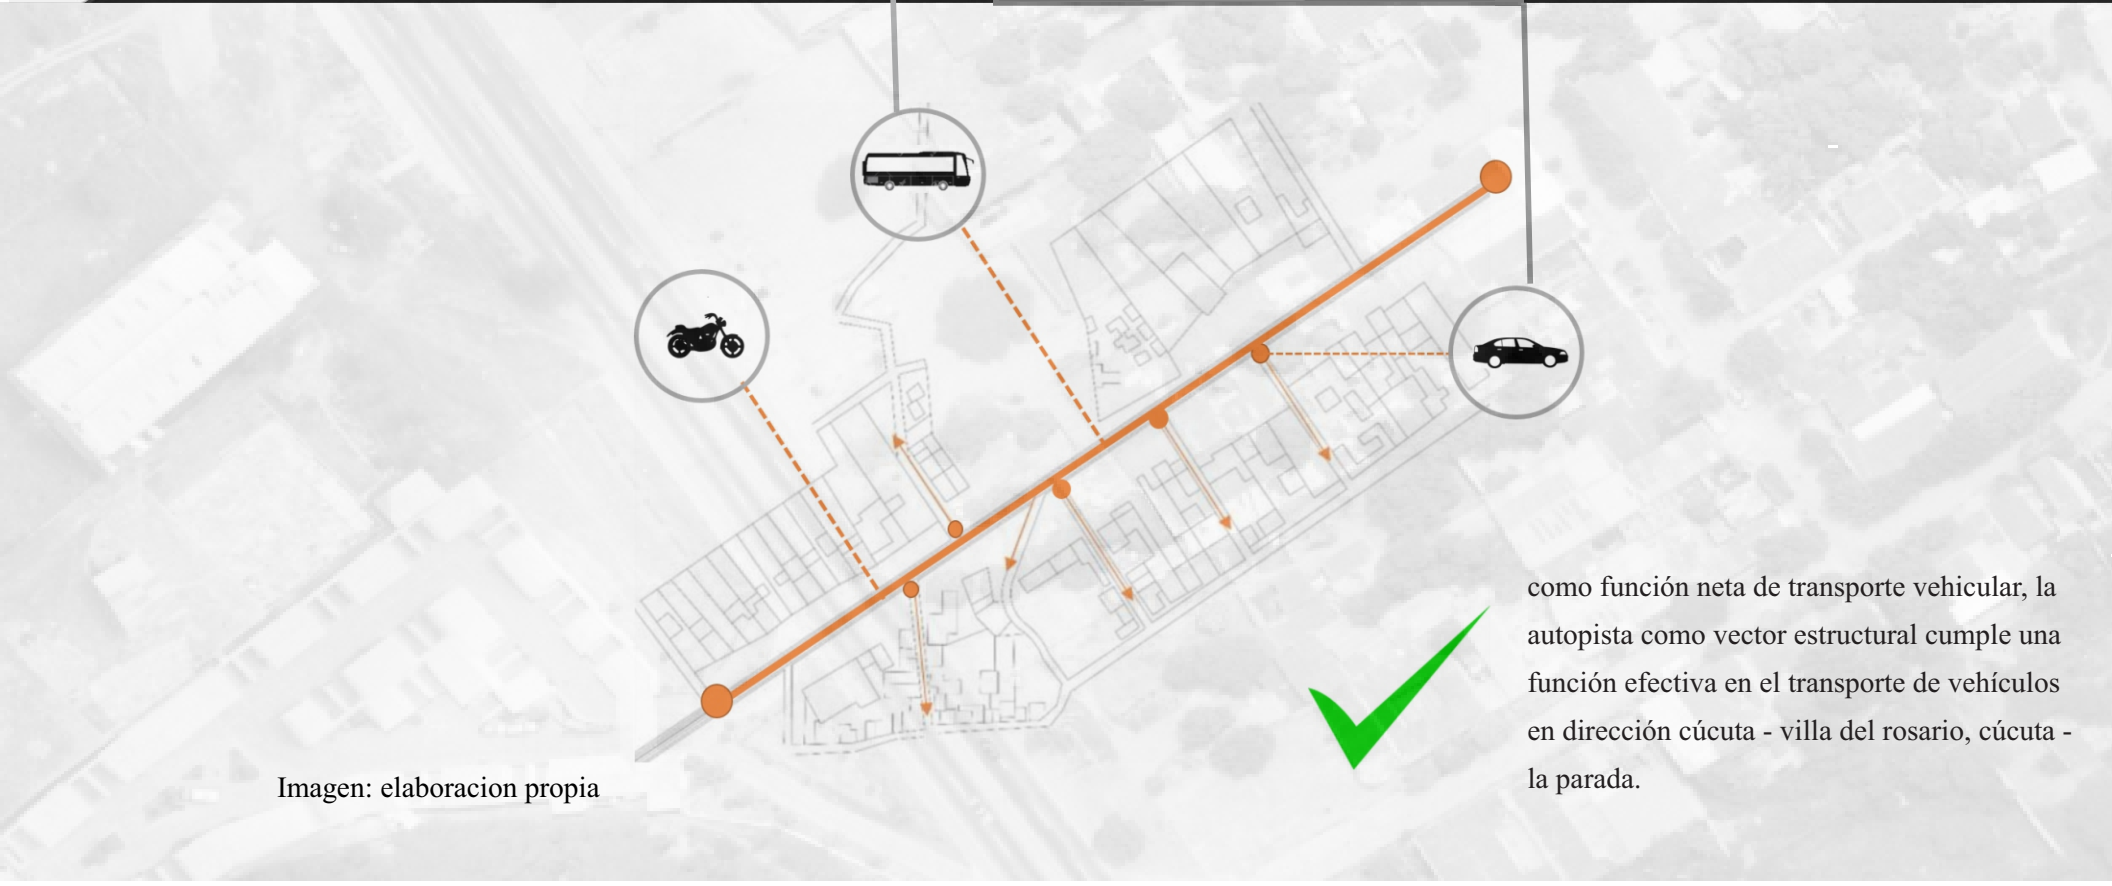 como función neta de transporte vehicular, la
autopista como vector estructural cumple una
función efectiva en el transporte de vehículos
en dirección cúcuta - villa del rosario, cúcuta -
la parada.
Imagen: elaboracion propia